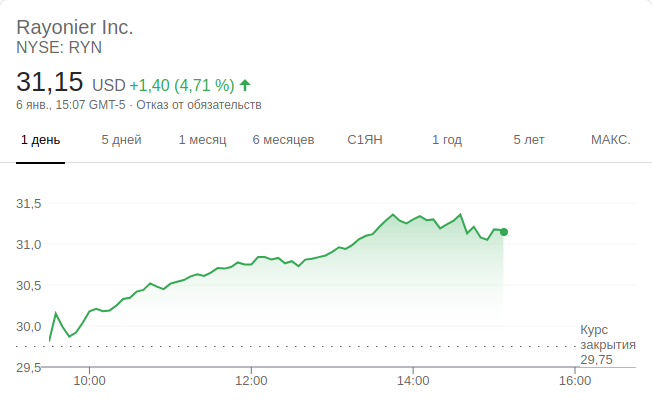 Rayonier Inc.
NYSE: RYN
31,15 USD +1,40 (4,71 %)
6 янв., 15:07 GMT-5 · Отказ от обязательств
1 день 5 дней 1 месяц 6 месяцев С1ЯН 1 год 5 лет МАКС.
31,5
31,0
30,5
30,0
Курс
закрытия
29,75
29,5
10:00 12:00 14:00 16:00